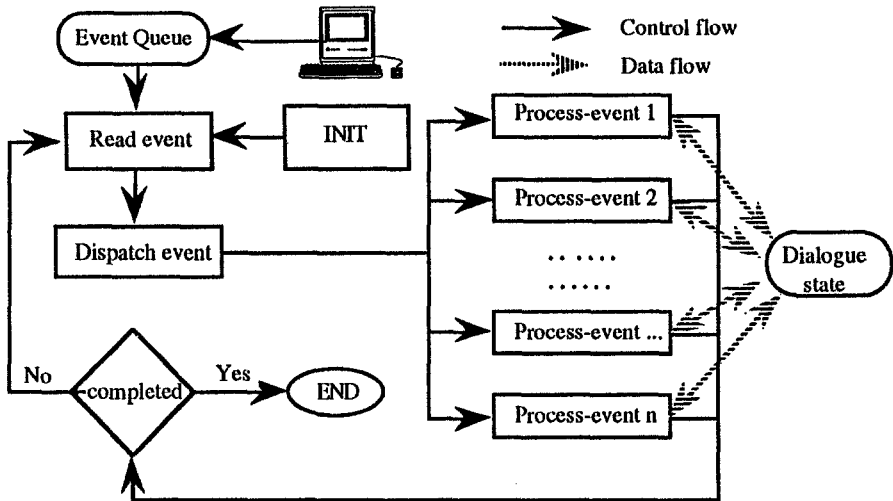 Event Queue
Control flow
Data flow
Read event
INIT
Process-event 1
Process-event 2
Dispatch event
... ....
......
Dialogue
state
Process-event ...
No
completed
Yes
END
Process-event n